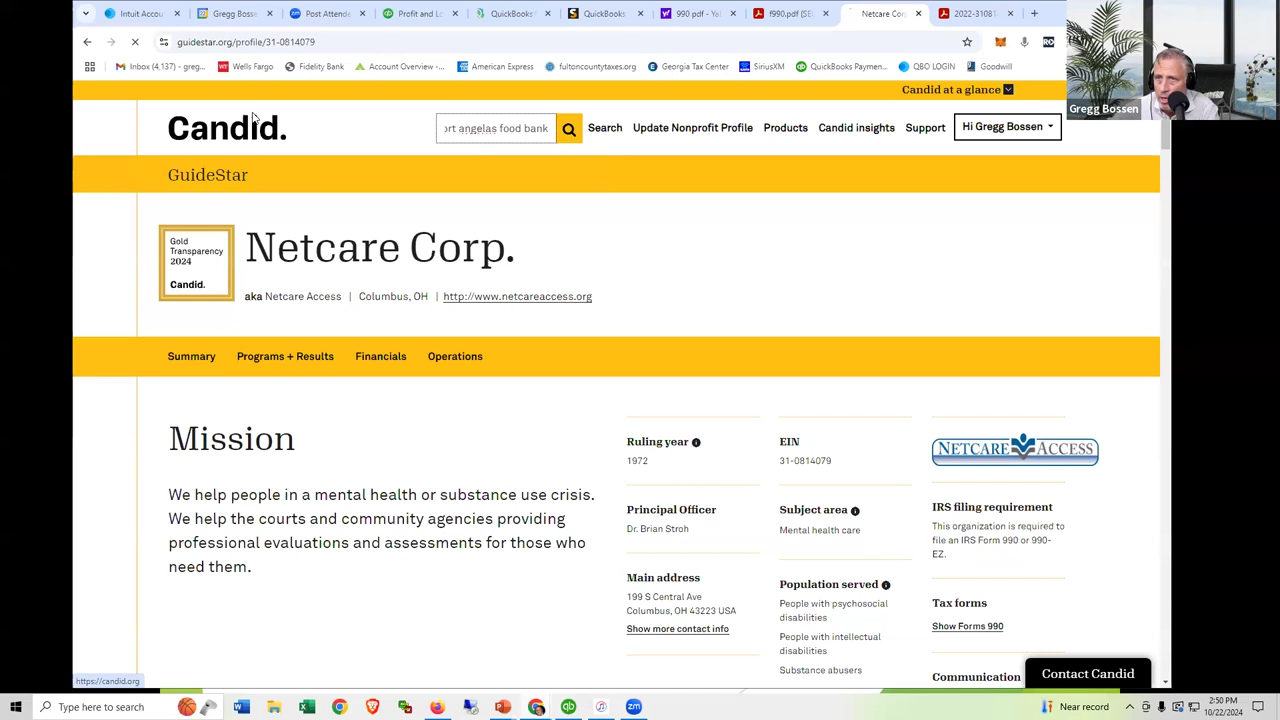 Intuit Accou
Gregg Bosse
Post Attende
Profit and Lo
QuickBooks
QuickBooks
990 pdf - Ya
f990.pdf (SE
Netcare Corp.
2022-31081
guidestar.org/profile/31-0814079
Inbox (4,137) - greg...
Wells Fargo
Fidelity Bank
Account Overview -...
American Express
fultoncountytaxes.org
Georgia Tax Center
SiriusXM
QuickBooks Paymen...
QBO LOGIN
Goodwill
Gregg Bossen
Candid at a glance
Candid.
ort angelas food bank
Search
Update Nonprofit Profile
Products
Candid insights
Support
Hi Gregg Bossen
GuideStar
Gold
Transparency
2024
Candid.
Netcare Corp.
aka Netcare Access | Columbus, OH | http://www.netcareaccess.org
Summary
Programs + Results
Financials
Operations
Mission
We help people in a mental health or substance use crisis.
We help the courts and community agencies providing
professional evaluations and assessments for those who
need them.
Ruling year
1972
Principal Officer
Dr. Brian Stroh
Main address
199 S Central Ave
Columbus, OH 43223 USA
Show more contact info
EIN
31-0814079
Subject area
Mental health care
Population served
People with psychosocial
disabilities
People with intellectual
disabilities
Substance abusers
NETCARE ACCESS
IRS filing requirement
This organization is required to
file an IRS Form 990 or 990-
EZ.
Tax forms
Show Forms 990
Communication
Contact Candid
https://candid.org
Type here to search
Near record
2:50 PM
10/22/2024